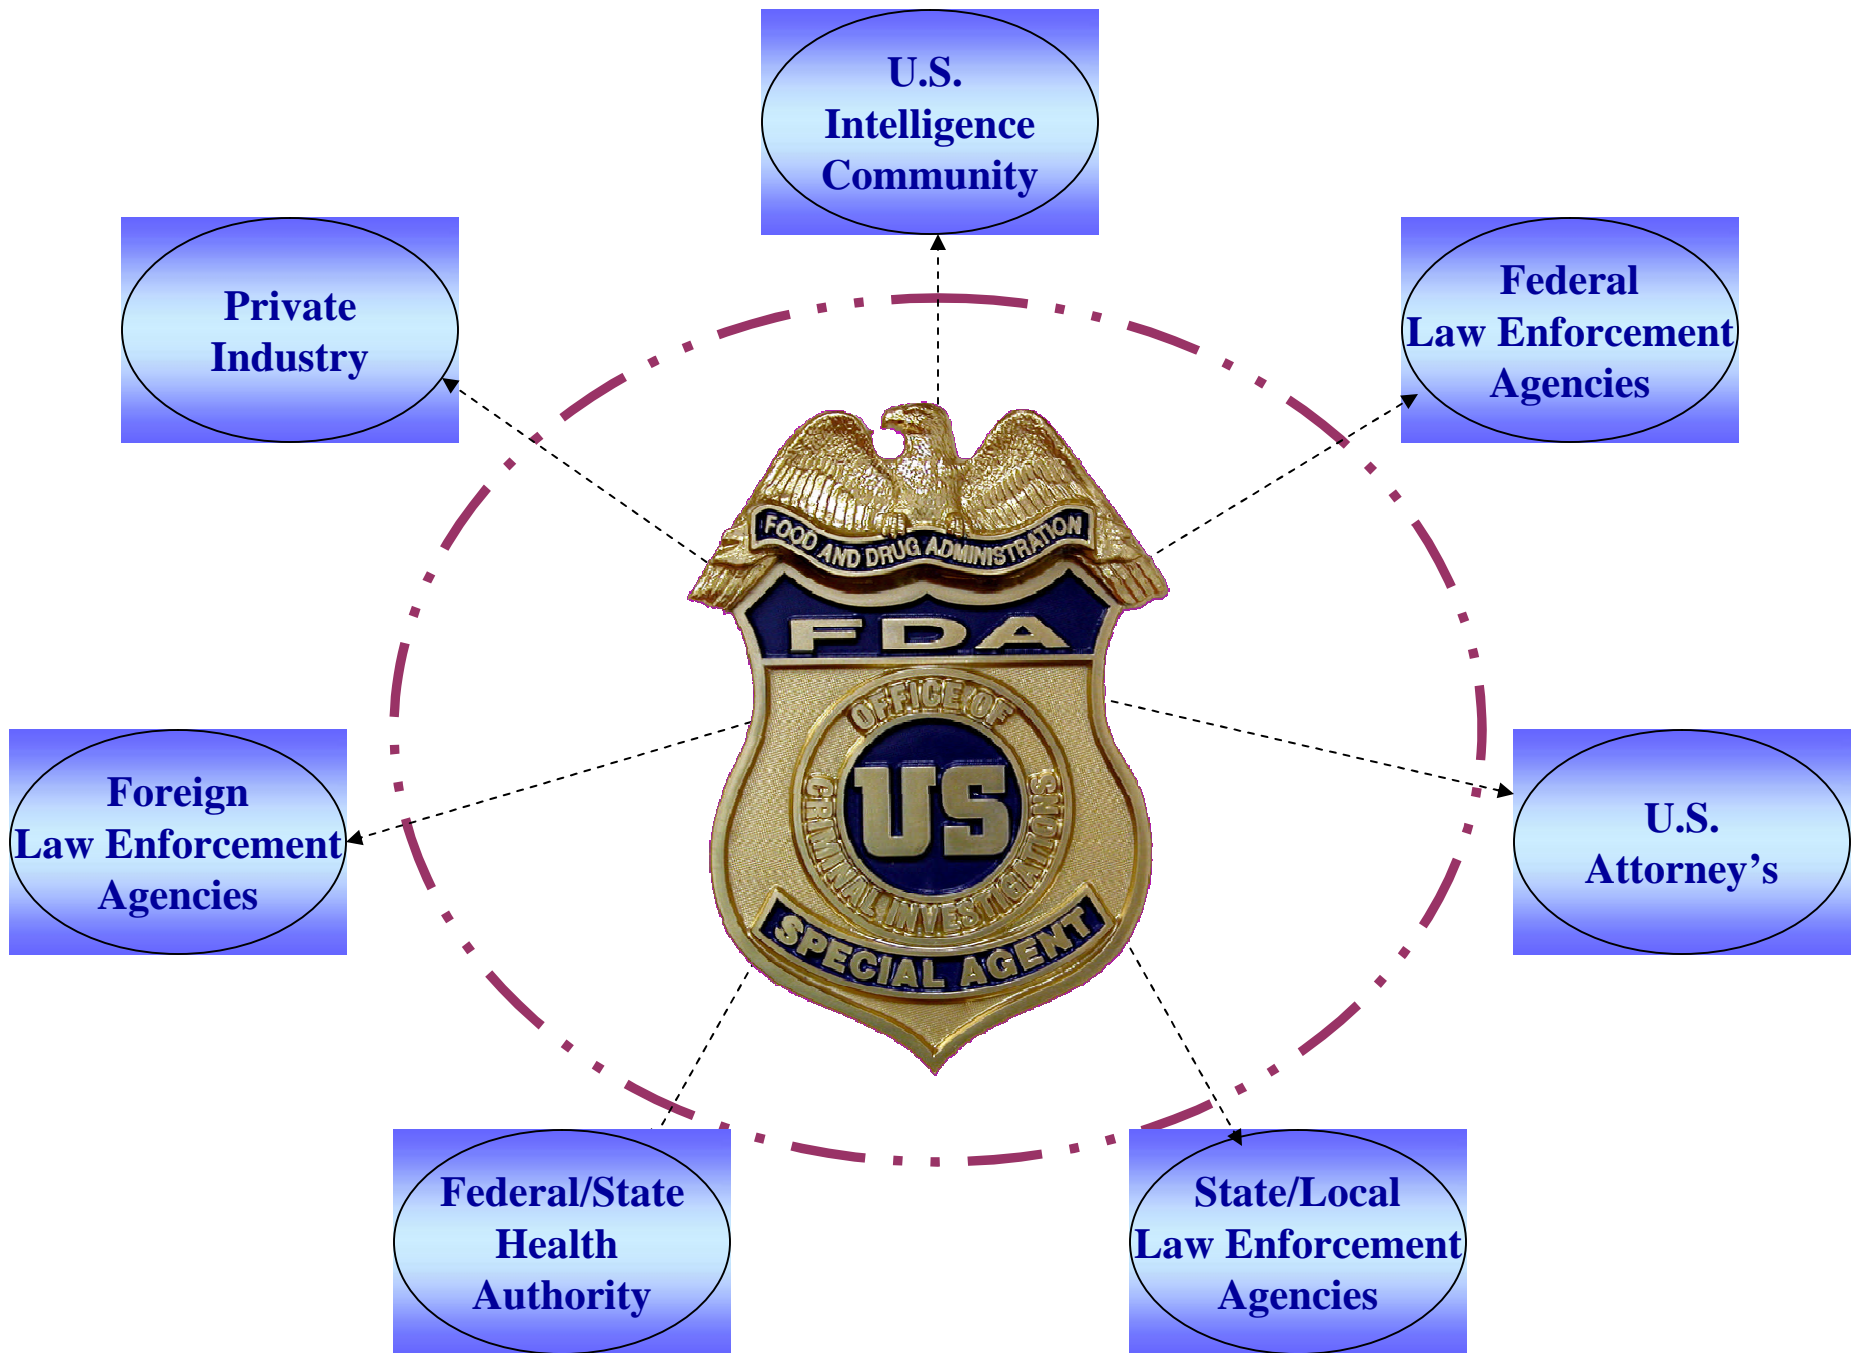 U.S.
Intelligence
Community
Private
Industry
Federal
Law Enforcement
Agencies
FOOD AND DRUG ADMINISTRATION
FDA
OFFICE OF
CRIMINAL INVESTIGATIONS
US
SPECIAL AGENT
Foreign
Law Enforcement
Agencies
U.S.
Attorney’s
Federal/State
Health
Authority
State/Local
Law Enforcement
Agencies